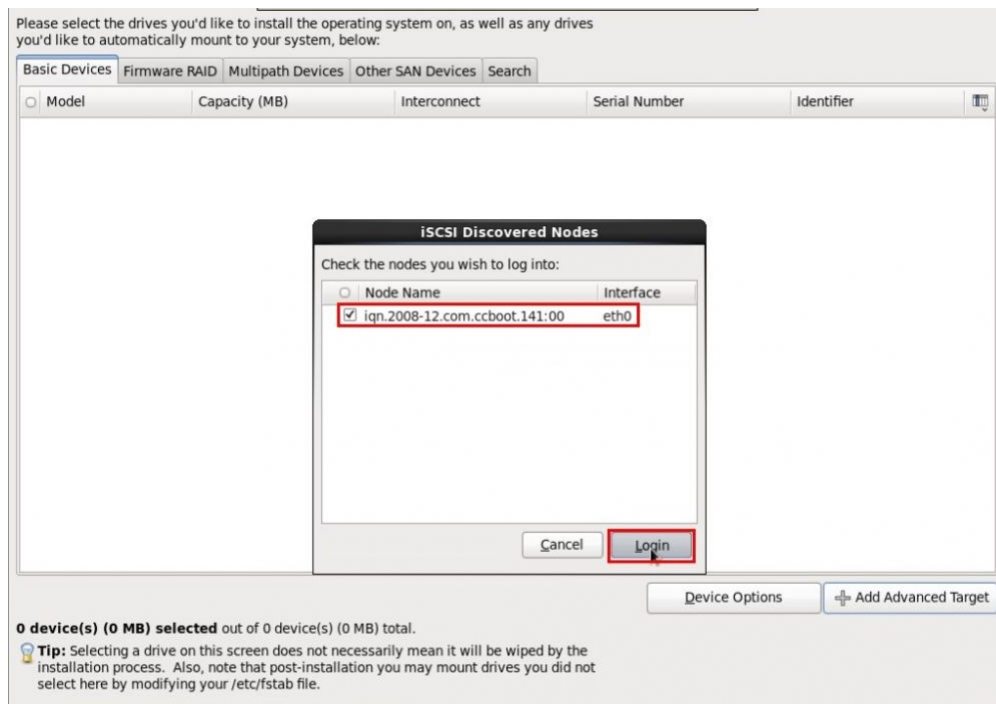 Please select the drives you'd like to install the operating system on, as well as any drives
you'd like to automatically mount to your system, below:
Basic Devices Firmware RAID Multipath Devices Other SAN Devices Search
Model Capacity (MB) Interconnect Serial Number Identifier
iSCSI Discovered Nodes
Check the nodes you wish to log into:
Node Name Interface
iqn.2008-12.com.ccboot.141:00 eth0
Cancel Login
Device Options Add Advanced Target
0 device(s) (0 MB) selected out of 0 device(s) (0 MB) total.
Tip: Selecting a drive on this screen does not necessarily mean it will be wiped by the
installation process. Also, note that post-installation you may mount drives you did not
select here by modifying your /etc/fstab file.